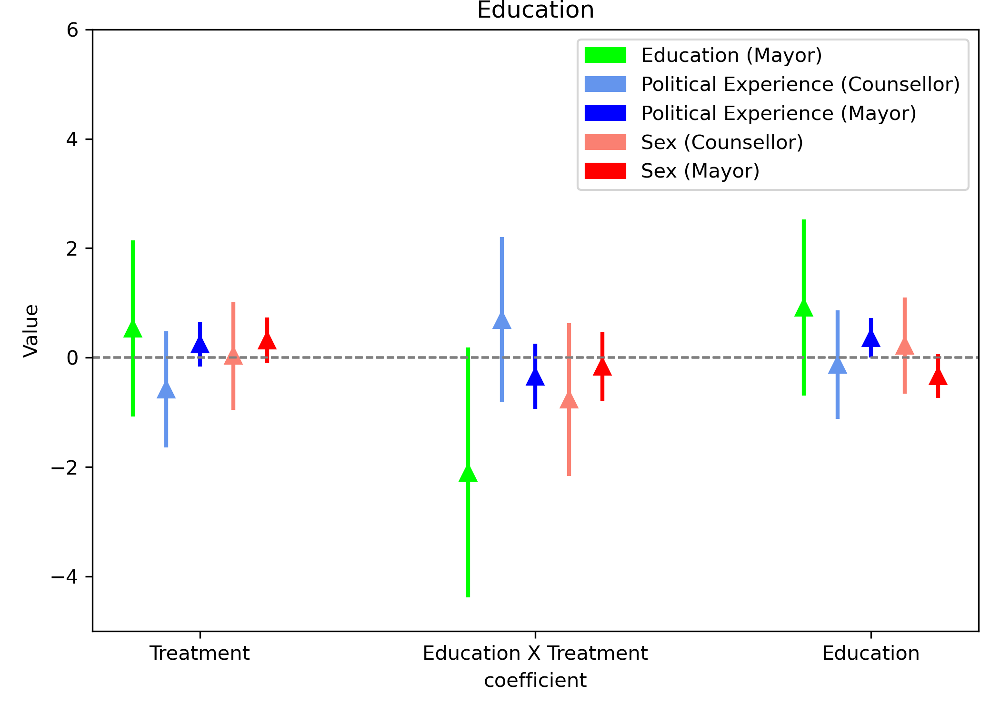 Education
6
4
2
0
−2
−4
Value
Education (Mayor)
Political Experience (Counsellor)
Political Experience (Mayor)
Sex (Counsellor)
Sex (Mayor)
Treatment
Education X Treatment
Education
coefficient